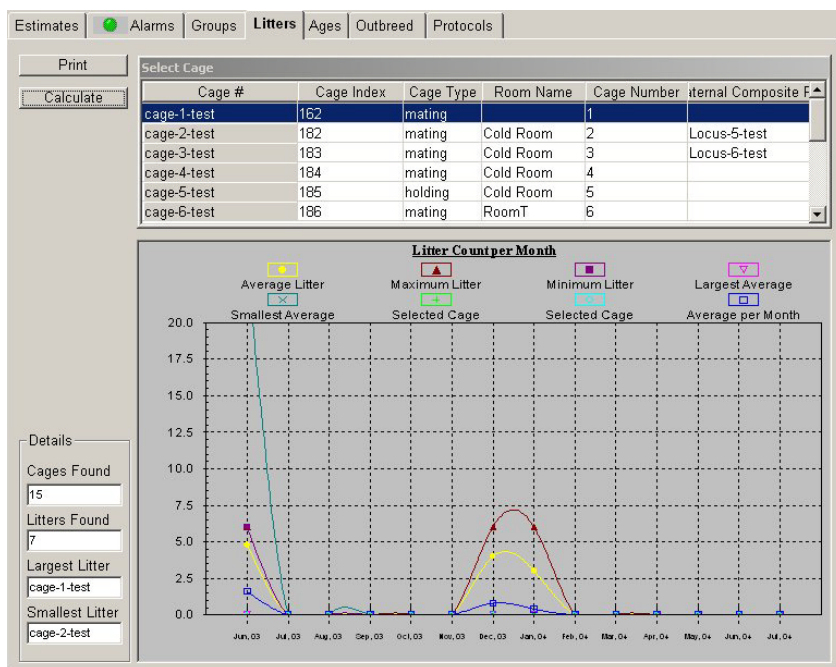 Estimates Alarms Groups Litters Ages Outbreed Protocols
Print
Calculate
Select Cage
Cage # Cage Index Cage Type Room Name Cage Number ternal Composite
cage-1-test 162 mating 1
cage-2-test 182 mating Cold Room 2 Locus-5-test
cage-3-test 183 mating Cold Room 3 Locus-6-test
cage-4-test 184 mating Cold Room 4
cage-5-test 185 holding Cold Room 5
cage-6-test 186 mating RoomT 6
Litter Count per Month
Average Litter Maximum Litter Minimum Litter Largest Average
Smallest Average Selected Cage Selected Cage Average per Month
20.0
17.5
15.0
12.5
10.0
7.5
5.0
2.5
0.0
Jun, 03 Jul, 03 Aug, 03 Sep, 03 Oct, 03 Nov, 03 Dec, 03 Jan, 04 Feb, 04 Mar, 04 Apr, 04 May, 04 Jun, 04 Jul, 04
Details
Cages Found
15
Litters Found
7
Largest Litter
cage-1-test
Smallest Litter
cage-2-test